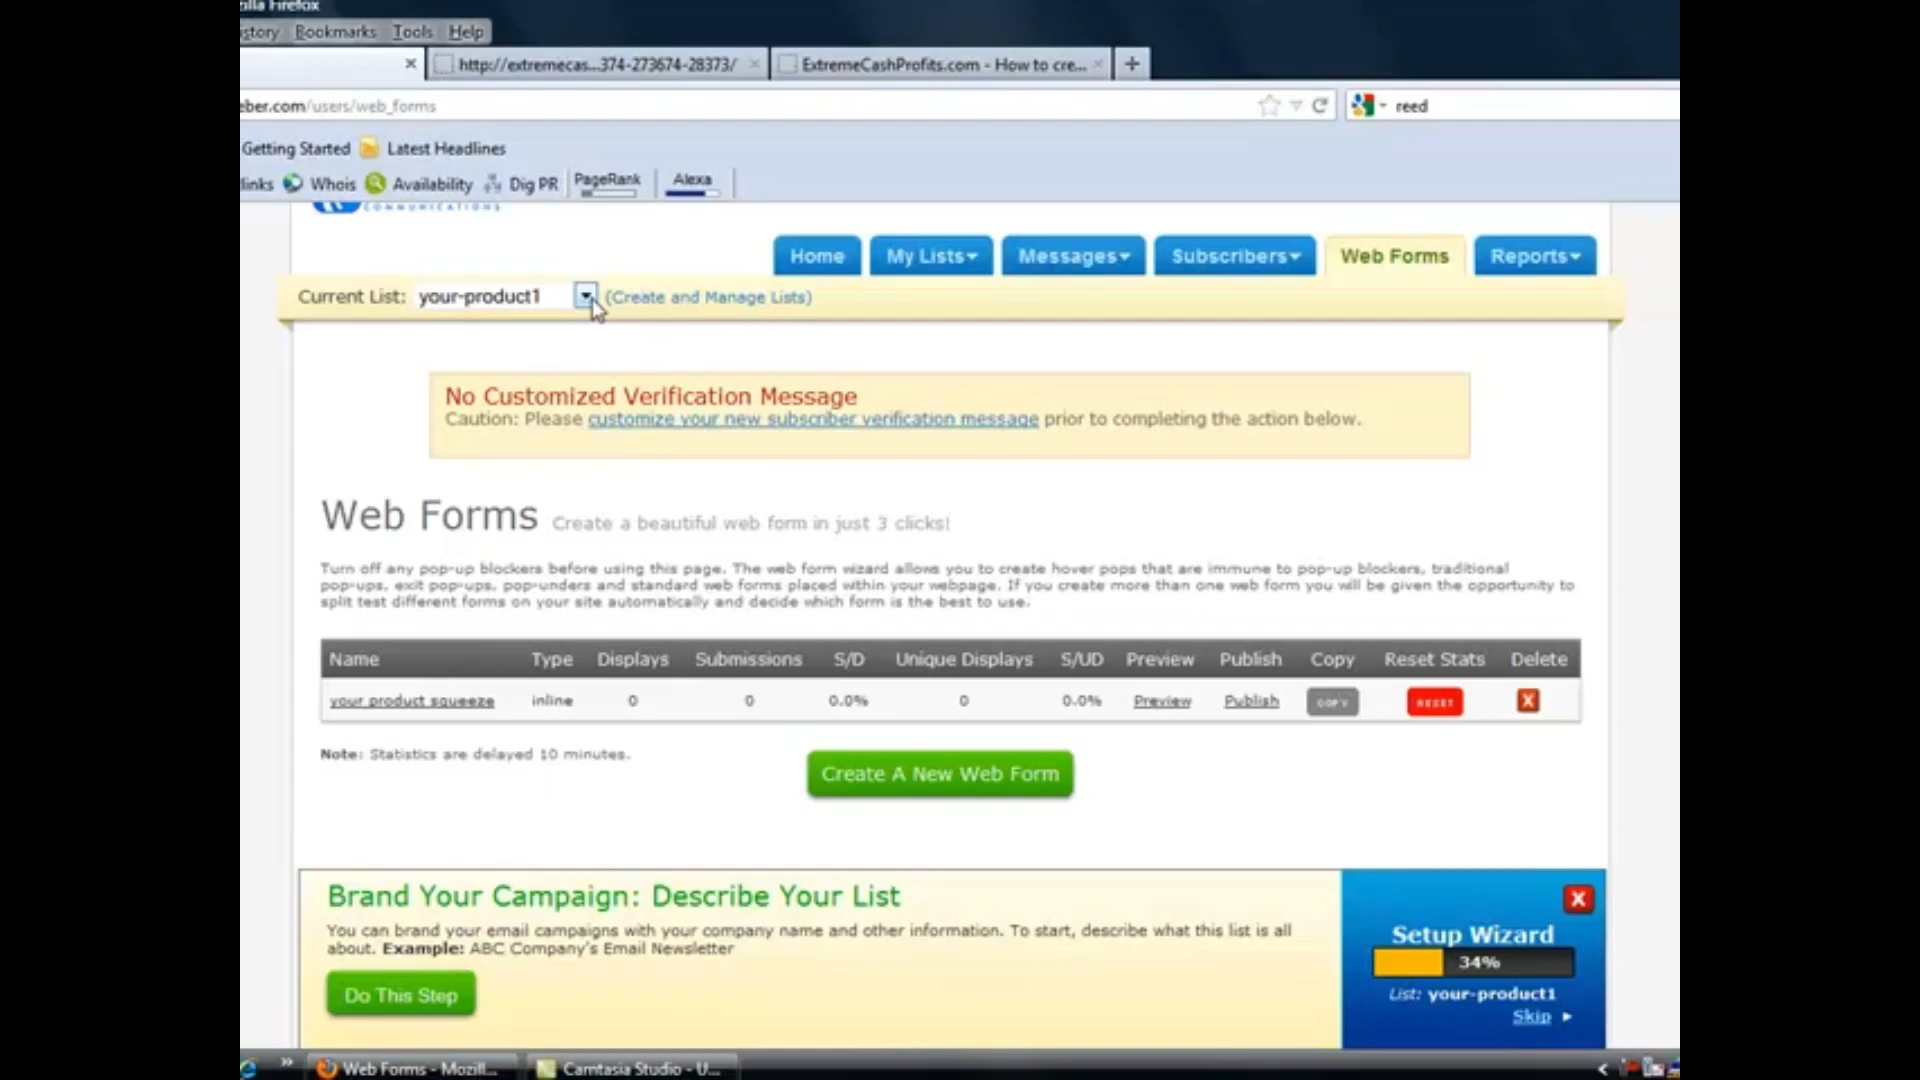 zilla Firefox
istory Bookmarks Tools Help
http://extremecas...374-273674-28373/ ExtremeCashProfits.com - How to cre...
eber.com/users/web_forms reed
Getting Started Latest Headlines
links Whois Availability Dig PR PageRank Alexa
COMMUNICATIONS
Home My Lists Messages Subscribers Web Forms Reports
Current List: your-product1 (Create and Manage Lists)
No Customized Verification Message
Caution: Please customize your new subscriber verification message prior to completing the action below.
Web Forms Create a beautiful web form in just 3 clicks!
Turn off any pop-up blockers before using this page. The web form wizard allows you to create hover pops that are immune to pop-up blockers, traditional
pop-ups, exit pop-ups, pop-unders and standard web forms placed within your webpage. If you create more than one web form you will be given the opportunity to
split test different forms on your site automatically and decide which form is the best to use.
Name Type Displays Submissions S/D Unique Displays S/UD Preview Publish Copy Reset Stats Delete
your product squeeze inline 0 0 0.0% 0 0.0% Preview Publish COPY RESET X
Note: Statistics are delayed 10 minutes.
Create A New Web Form
Brand Your Campaign: Describe Your List
You can brand your email campaigns with your company name and other information. To start, describe what this list is all
about. Example: ABC Company's Email Newsletter
Do This Step
Setup Wizard
34%
List: your-product1
Skip
Web Forms - Mozill... Camtasia Studio - U...